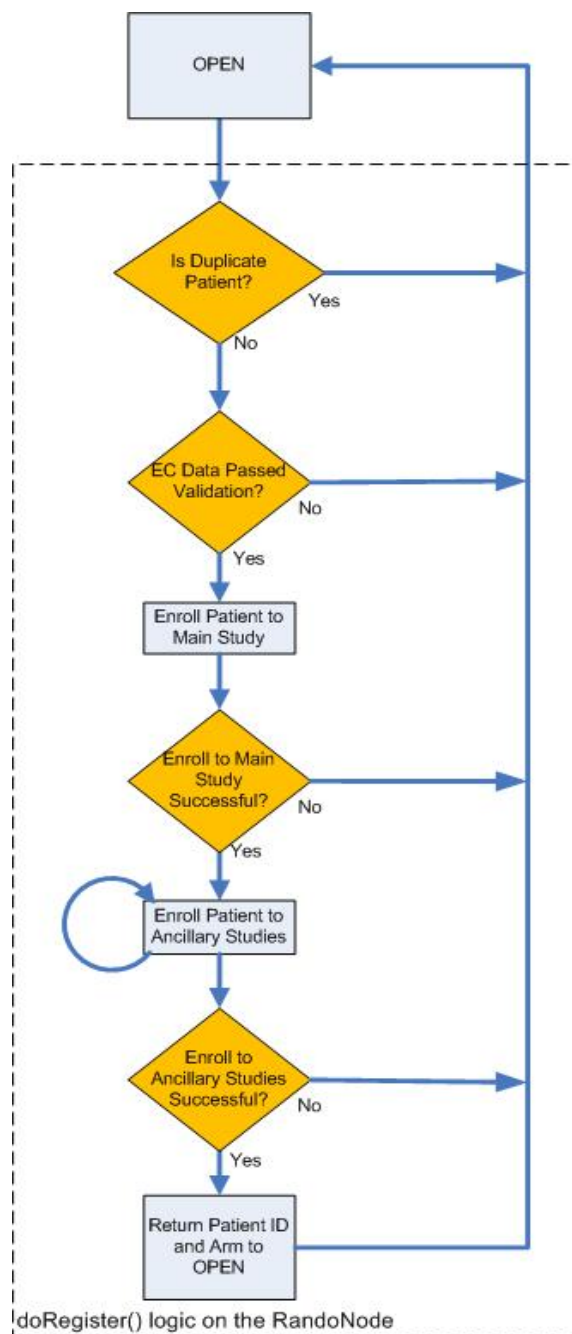 OPEN
Is Duplicate
Patient?
Yes
No
EC Data Passed
Validation?
No
Yes
Enroll Patient to
Main Study
Enroll to Main
Study
Successful?
No
Yes
Enroll Patient to
Ancillary Studies
Enroll to
Ancillary Studies
Successful?
No
Yes
Return Patient ID
and Arm to
OPEN
doRegister() logic on the RandoNode